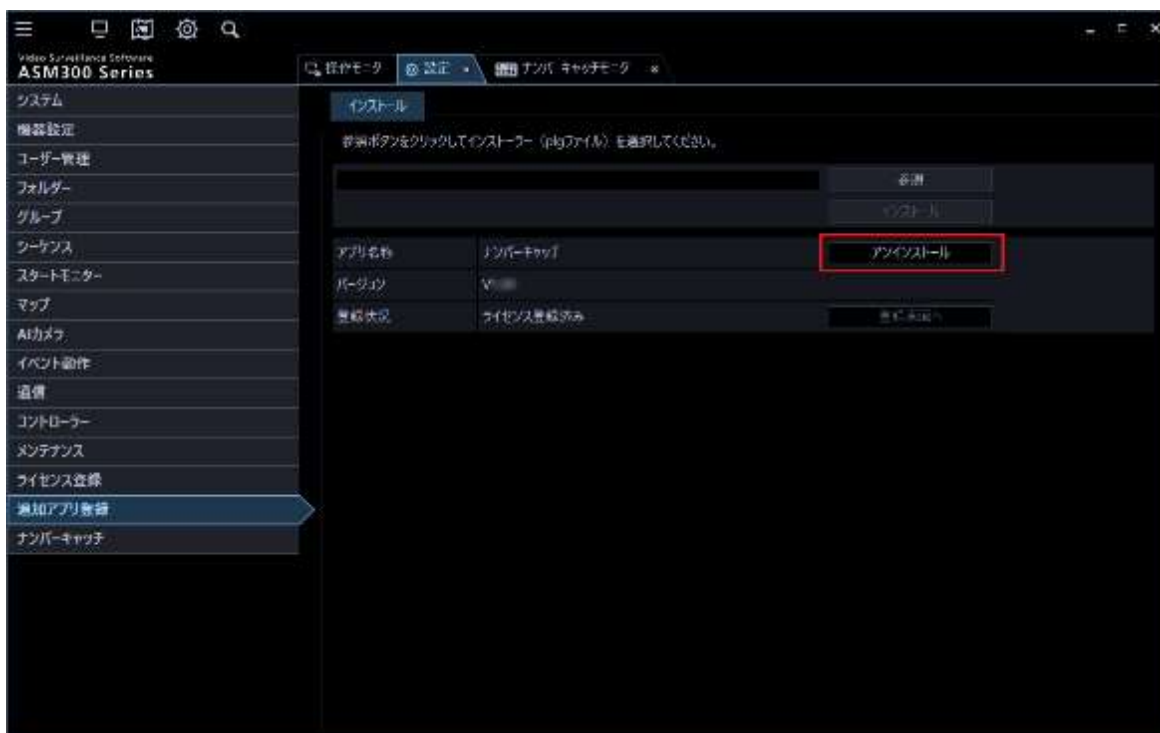 Video Surveillance Software
ASM300 Series
操作モニタ
設定
ナンバーキャッチモニタ
システム
機器設定
ユーザー管理
フォルダー
グループ
シーケンス
スタートモニター
マップ
AIカメラ
イベント動作
通信
コントローラー
メンテナンス
ライセンス登録
追加アプリ登録
ナンバーキャッチ
インストール
参照ボタンをクリックしてインストーラー（plgファイル）を選択してください。
参照
インストール
アプリ名称
ナンバーキャッチ
アンインストール
バージョン
登録状況
ライセンス登録済み